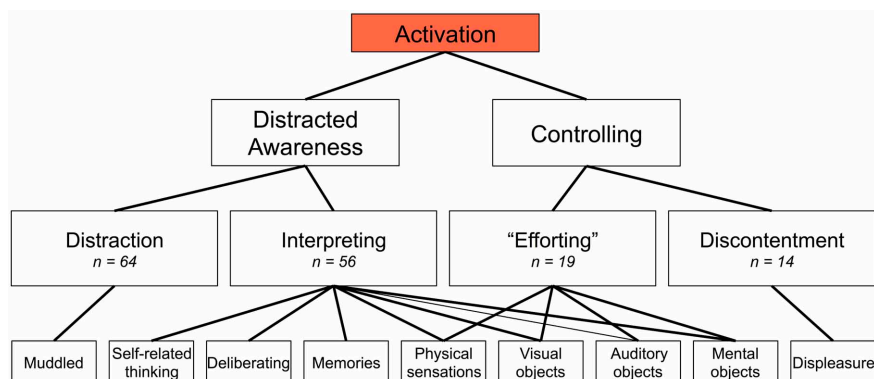 Activation
Distracted
Awareness
Controlling
Distraction
n = 64
Interpreting
n = 56
“Efforting”
n = 19
Discontentment
n = 14
Muddled
Self-related
thinking
Deliberating
Memories
Physical
sensations
Visual
objects
Auditory
objects
Mental
objects
Displeasure